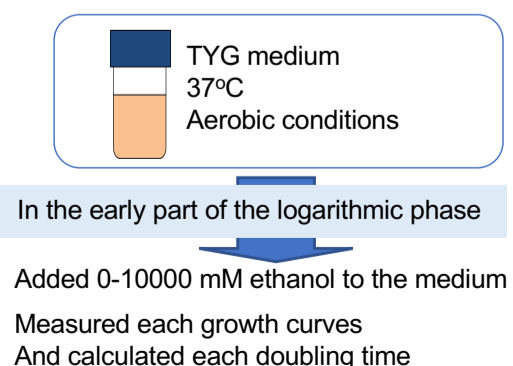 TYG medium
37°C
Aerobic conditions
In the early part of the logarithmic phase
Added 0-10000 mM ethanol to the medium
Measured each growth curves
And calculated each doubling time